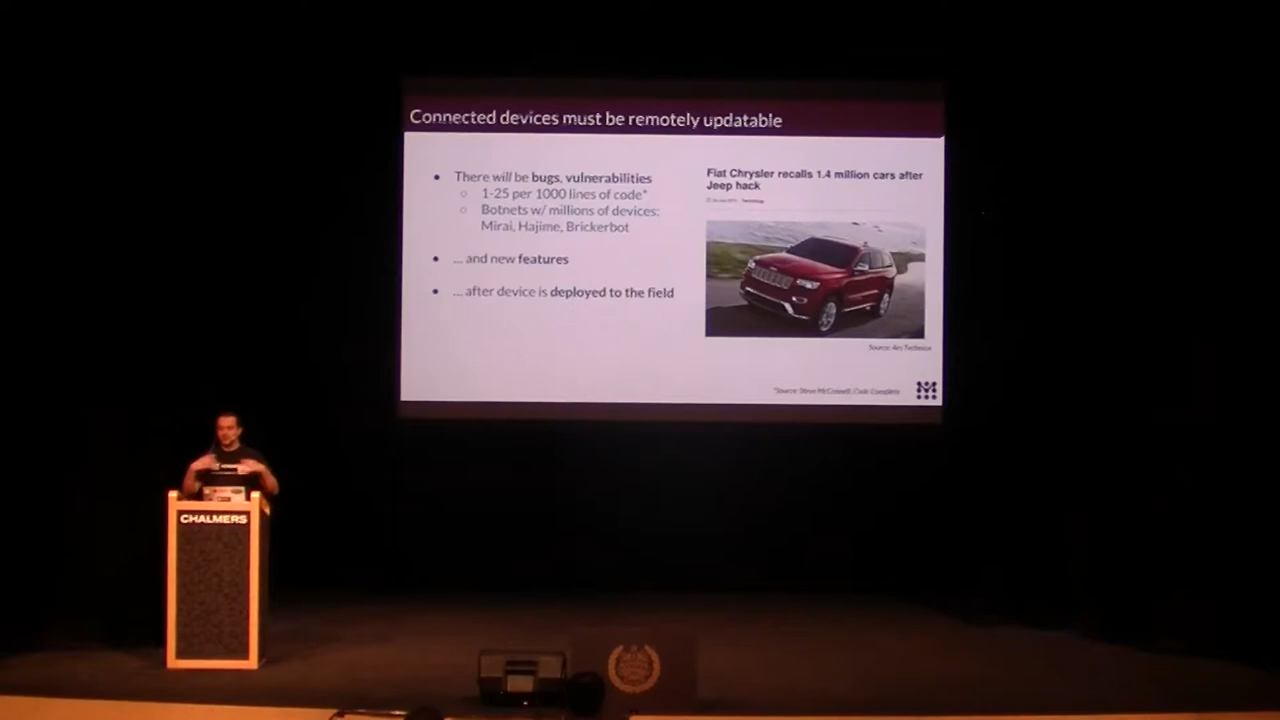 Connected devices must be remotely updatable
• There will be bugs, vulnerabilities
○ 1-25 per 1000 lines of code*
○ Botnets w/ millions of devices:
Mirai, Hajime, Brickerbot
• ... and new features
• ... after device is deployed to the field
Fiat Chrysler recalls 1.4 million cars after
Jeep hack
Technology
Source: Ars Technica
*Source: Steve McConnell, Code Complete
CHALMERS